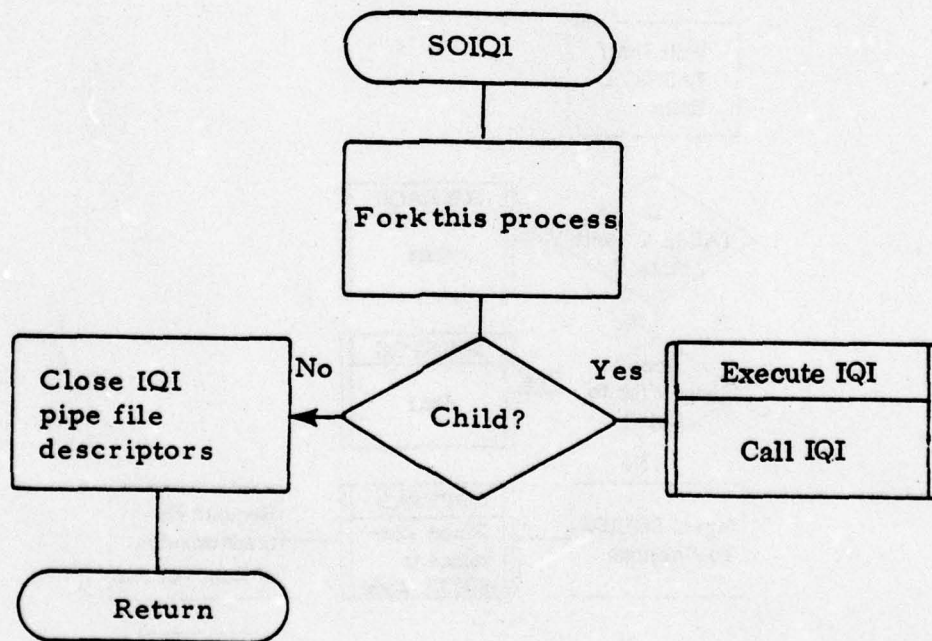 SOIQI
Fork this process
Child?
No
Yes
Close IQI
pipe file
descriptors
Execute IQI
Call IQI
Return